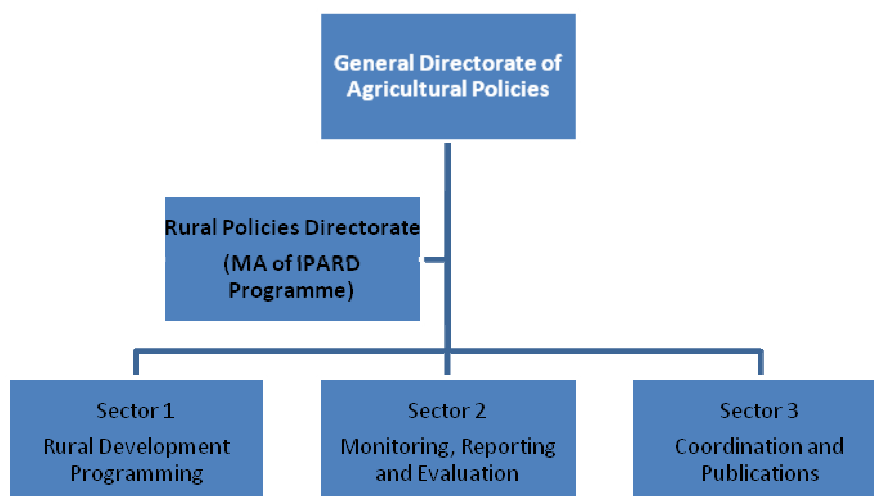 General Directorate of
Agricultural Policies
Rural Policies Directorate
(MA of IPARD
Programme)
Sector 1
Rural Development
Programming
Sector 2
Monitoring, Reporting
and Evaluation
Sector 3
Coordination and
Publications